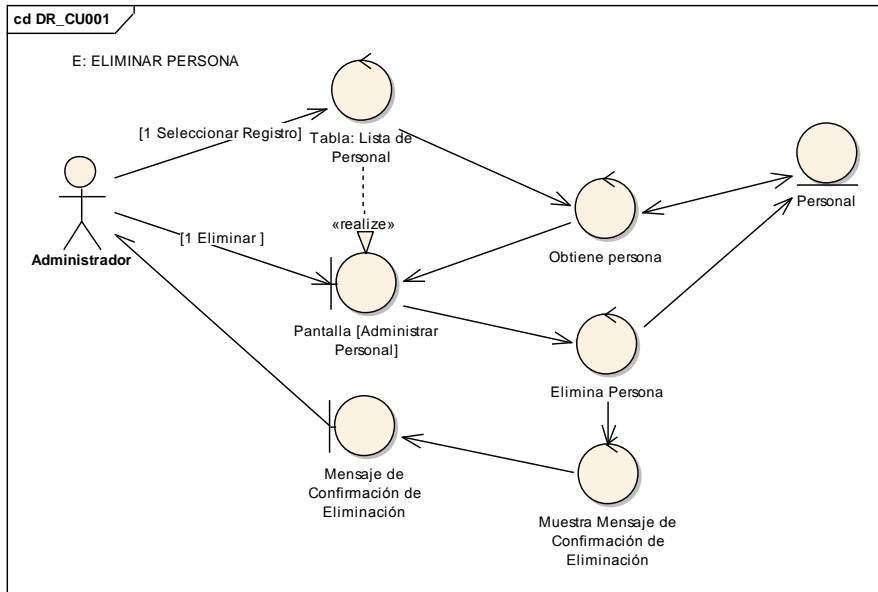 cd DR_CU001
E: ELIMINAR PERSONA
[1 Seleccionar Registro]
Tabla: Lista de
Personal
Personal
«realize»
[1 Eliminar ]
Obtiene persona
Administrador
Pantalla [Administrar
Personal]
Elimina Persona
Mensaje de
Confirmación de
Eliminación
Muestra Mensaje de
Confirmación de
Eliminación